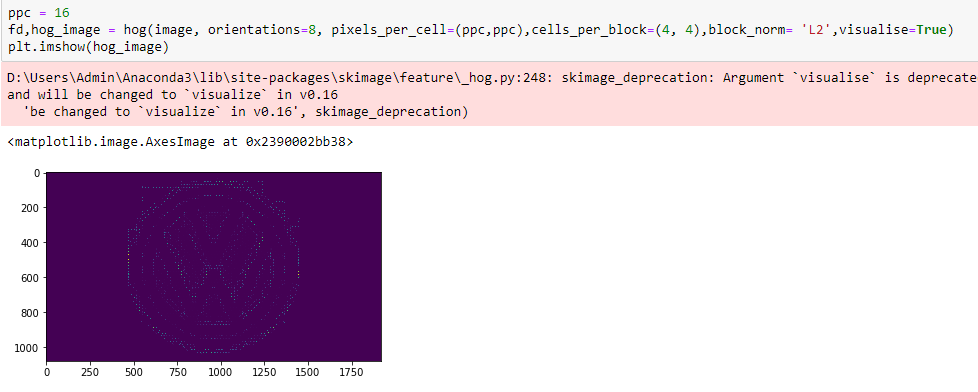 ppc = 16
fd,hog_image = hog(image, orientations=8, pixels_per_cell=(ppc,ppc),cells_per_block=(4, 4),block_norm= 'L2',visualise=True)
plt.imshow(hog_image)
D:\Users\Admin\Anaconda3\lib\site-packages\skimage\feature\_hog.py:248: skimage_deprecation: Argument `visualise` is deprecate
and will be changed to `visualize` in v0.16
'be changed to `visualize` in v0.16', skimage_deprecation)
<matplotlib.image.AxesImage at 0x2390002bb38>
0
200
400
600
800
1000
0 250 500 750 1000 1250 1500 1750